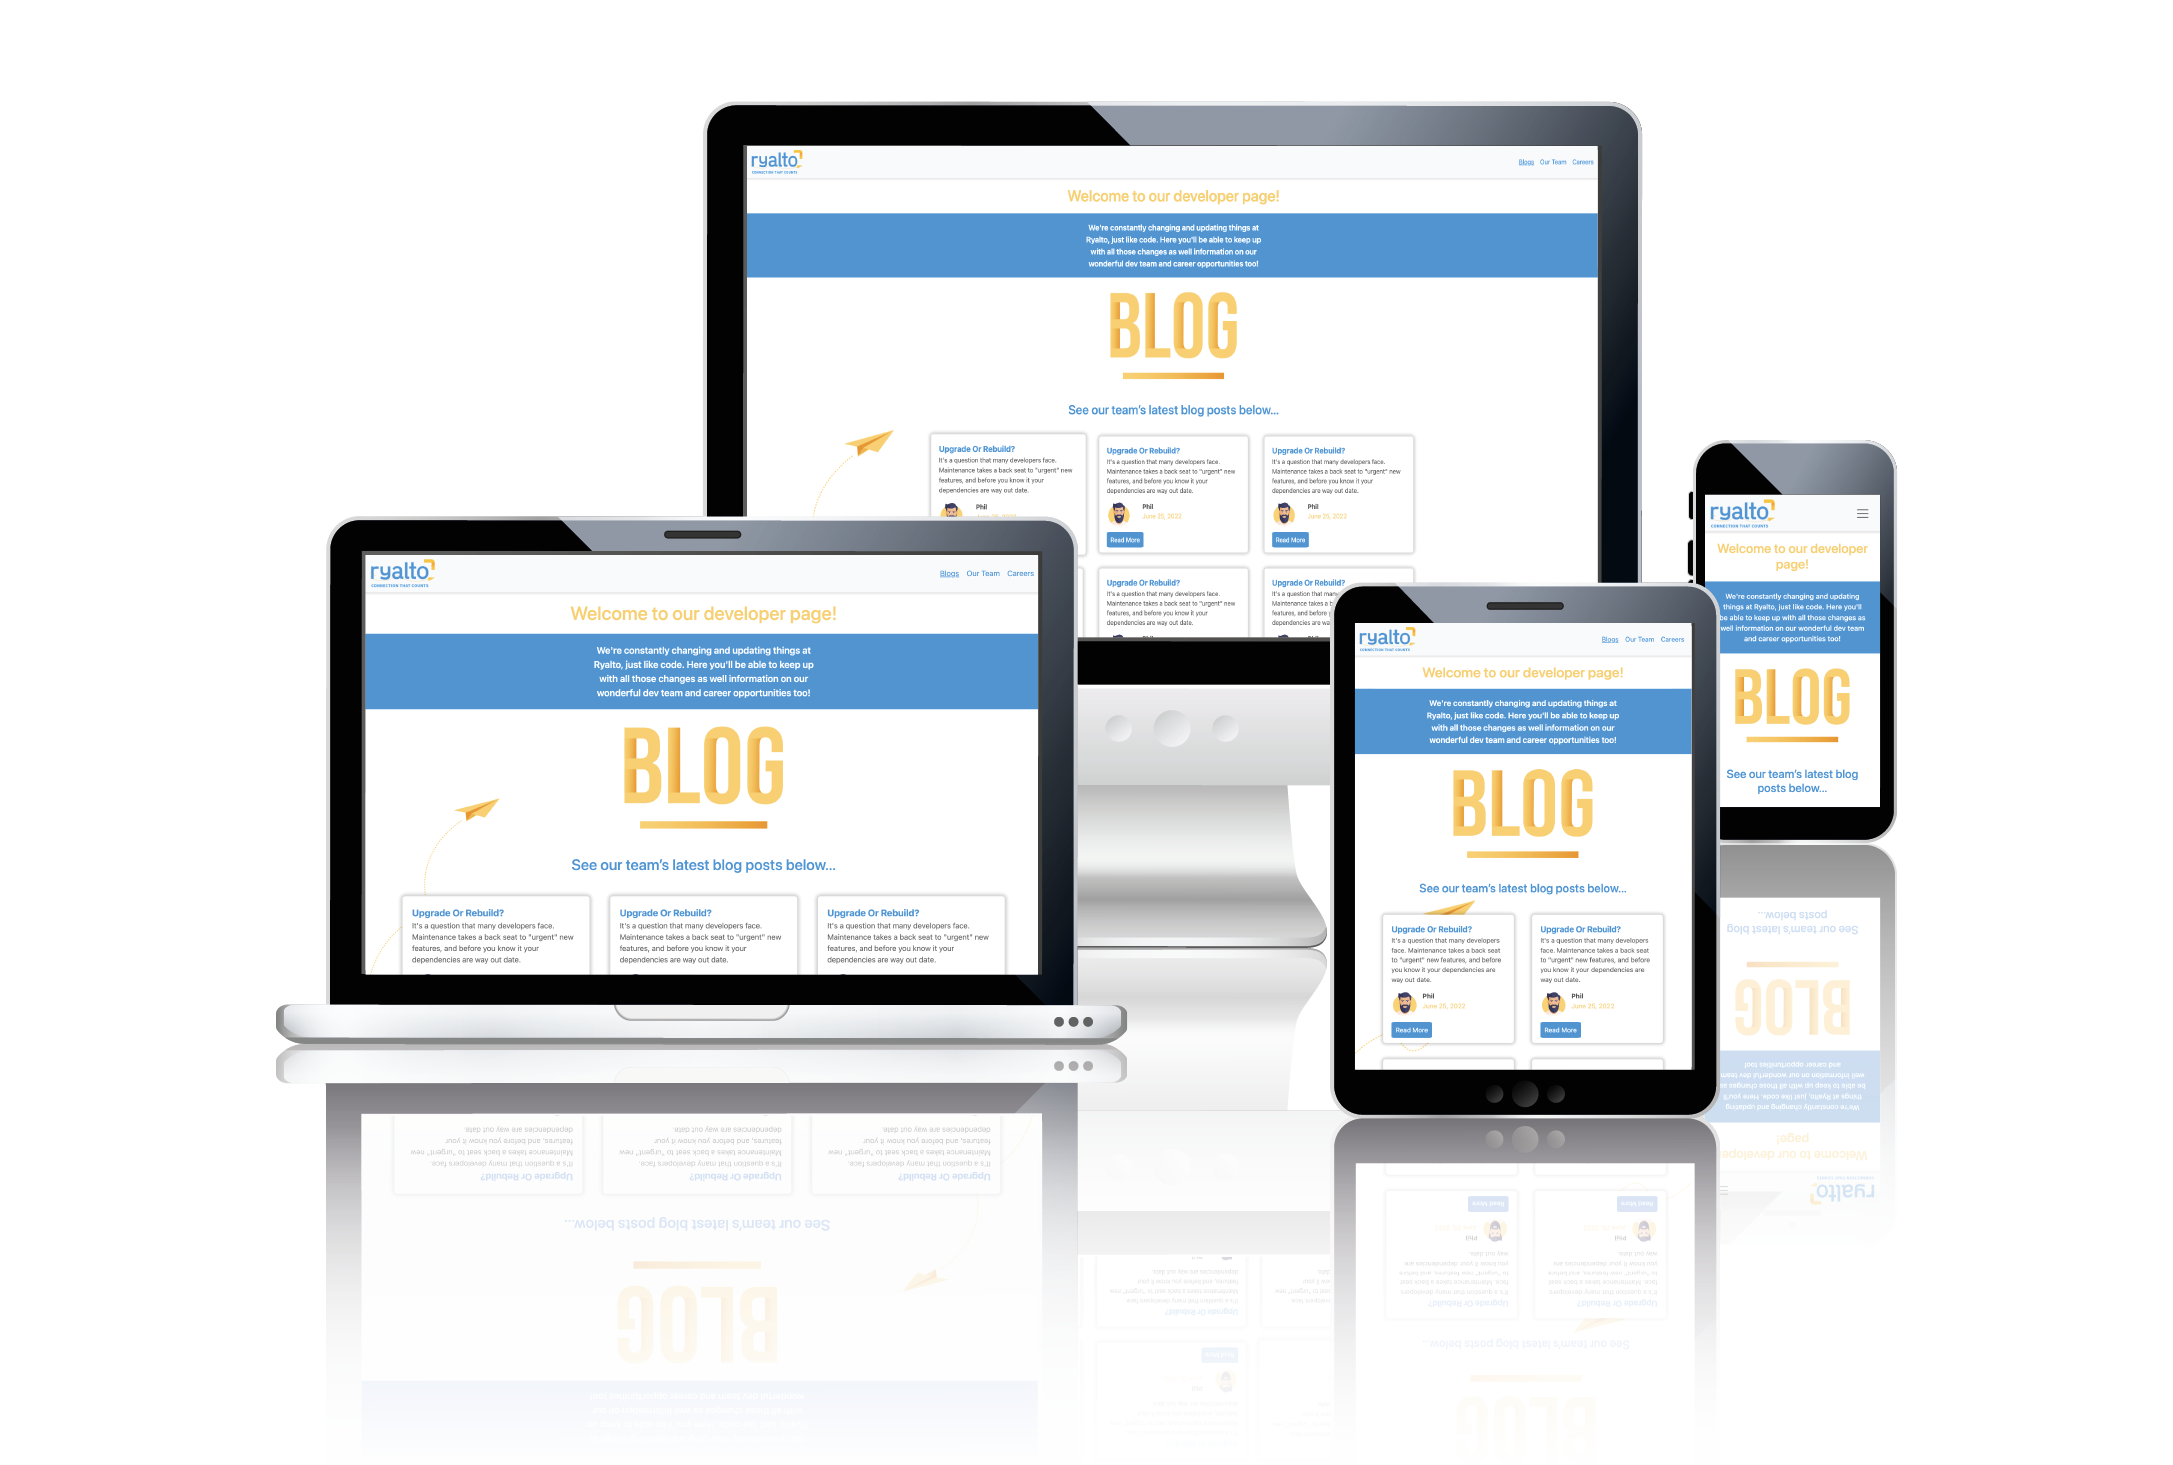 ryalto
CONNECTION THAT COUNTS
Blogs Our Team Careers
Welcome to our developer page!
We're constantly changing and updating things at
Ryalto, just like code. Here you'll be able to keep up
with all those changes as well information on our
wonderful dev team and career opportunities too!
BLOG
See our team's latest blog posts below...
Upgrade Or Rebuild?
It's a question that many developers face.
Maintenance takes a back seat to "urgent" new
features, and before you know it your
dependencies are way out date.
Phil
June 25, 2022
Upgrade Or Rebuild?
It's a question that many developers face.
Maintenance takes a back seat to "urgent" new
features, and before you know it your
dependencies are way out date.
Phil
June 25, 2022
Read More
Upgrade Or Rebuild?
It's a question that many developers face.
Maintenance takes a back seat to "urgent" new
features, and before you know it your
dependencies are way out date.
Phil
June 25, 2022
Read More
Upgrade Or Rebuild?
It's a question that many developers face.
Maintenance takes a back seat to "urgent" new
features, and before you know it your
dependencies are way out date.
Upgrade Or Rebuild?
It's a question that many
Maintenance takes a
features, and before
dependencies are
ryalto
CONNECTION THAT COUNTS
Blogs Our Team Careers
Welcome to our developer page!
We're constantly changing and updating things at
Ryalto, just like code. Here you'll be able to keep up
with all those changes as well information on our
wonderful dev team and career opportunities too!
BLOG
See our team's latest blog posts below...
Upgrade Or Rebuild?
It's a question that many developers face.
Maintenance takes a back seat to "urgent" new
features, and before you know it your
dependencies are way out date.
Upgrade Or Rebuild?
It's a question that many developers face.
Maintenance takes a back seat to "urgent" new
features, and before you know it your
dependencies are way out date.
Upgrade Or Rebuild?
It's a question that many developers face.
Maintenance takes a back seat to "urgent" new
features, and before you know it your
dependencies are way out date.
ryalto
CONNECTION THAT COUNTS
Blogs Our Team Careers
Welcome to our developer page!
We're constantly changing and updating things at
Ryalto, just like code. Here you'll be able to keep up
with all those changes as well information on our
wonderful dev team and career opportunities too!
BLOG
See our team's latest blog posts below...
Upgrade Or Rebuild?
It's a question that many developers
face. Maintenance takes a back seat
to "urgent" new features, and before
you know it your dependencies are
way out date.
Phil
June 25, 2022
Read More
Upgrade Or Rebuild?
It's a question that many developers
face. Maintenance takes a back seat
to "urgent" new features, and before
you know it your dependencies are
way out date.
Phil
June 25, 2022
Read More
ryalto
CONNECTION THAT COUNTS
Welcome to our developer
page!
We're constantly changing and updating
things at Ryalto, just like code. Here you'll
be able to keep up with all those changes as
well information on our wonderful dev team
and career opportunities too!
BLOG
See our team's latest blog
posts below...